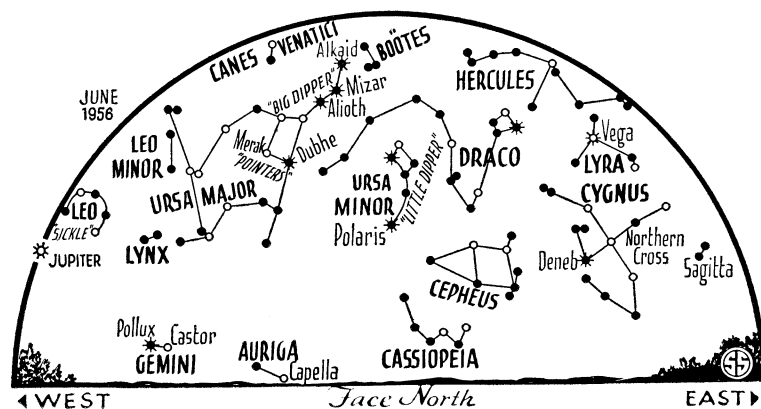 CANES VENATICI
Alkaid
BOÖTES
JUNE
1956
"BIG DIPPER"
Mizar
Alioth
HERCULES
LEO
MINOR
Merak
"POINTERS"
Dubhe
URSA MAJOR
URSA
MINOR
"LITTLE DIPPER"
Polaris
DRACO
Vega
LYRA
CYGNUS
LEO
"SICKLE"
JUPITER
LYNX
CEPHEUS
Deneb
Northern
Cross
Sagitta
Pollux
Castor
GEMINI
AURIGA
Capella
CASSIOPEIA
SS
WEST
Face North
EAST